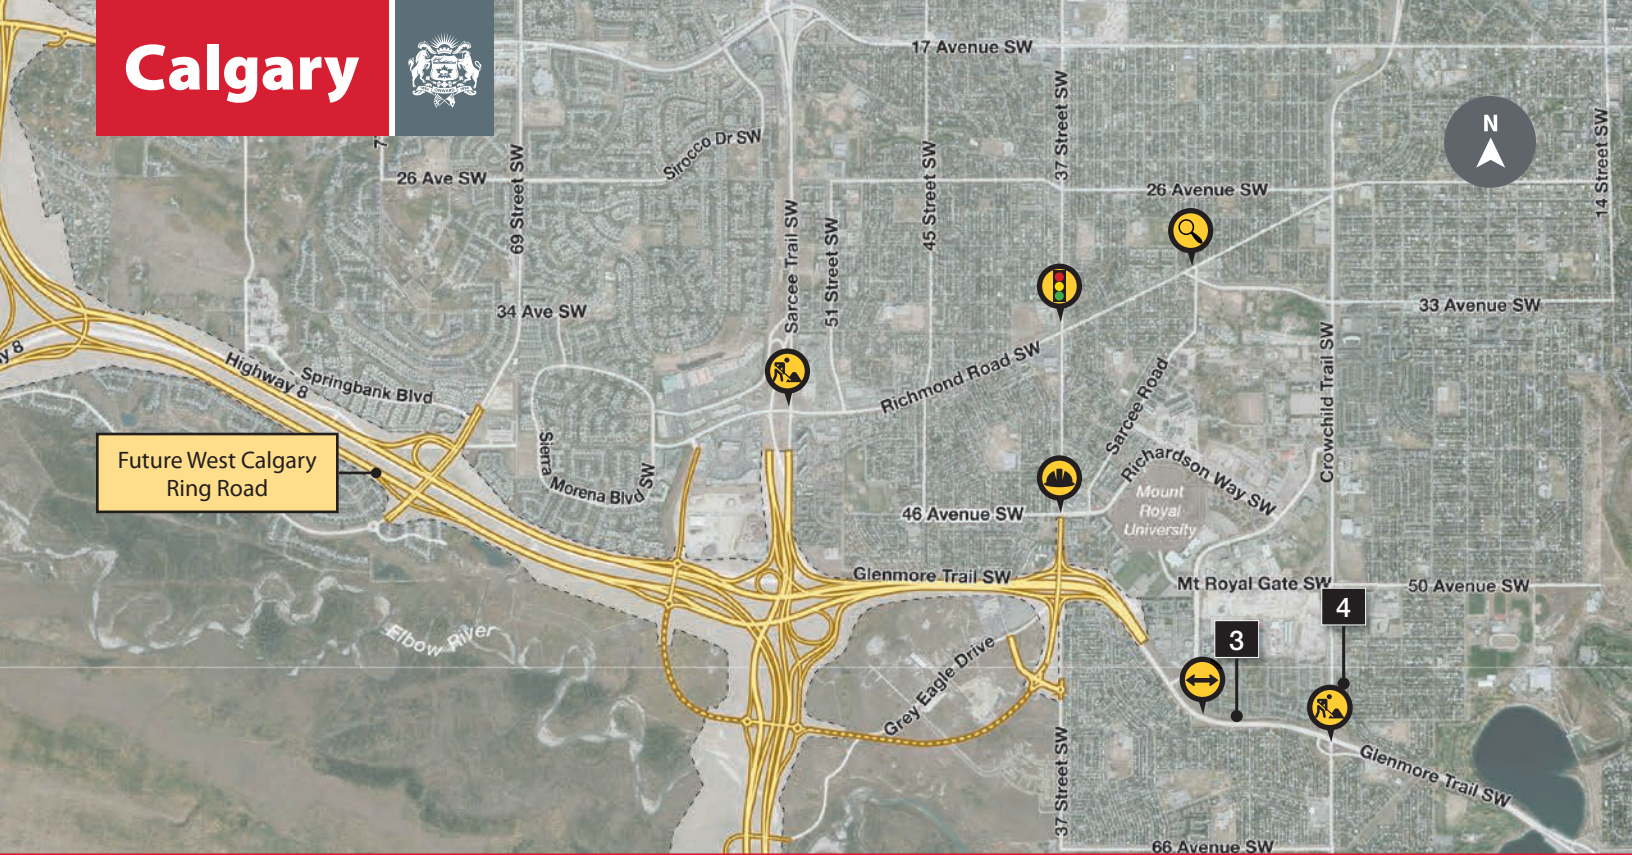 Calgary
17 Avenue SW
N
37 Street SW
14 Street SW
Sirocco Dr SW
45 Street SW
69 Street SW
26 Ave SW
26 Avenue SW
Sarcee Trail SW
51 Street SW
34 Ave SW
33 Avenue SW
Highway 8
Springbank Blvd
Richmond Road SW
Sarcee Road
Crowchild Trail SW
Future West Calgary
Ring Road
Sierra
Morena Blvd SW
Richardson Way SW
Mount
Royal
University
46 Avenue SW
Glenmore Trail SW
Mt Royal Gate SW
50 Avenue SW
4
3
Elbow River
Grey Eagle Drive
37 Street SW
Glenmore Trail SW
66 Avenue SW